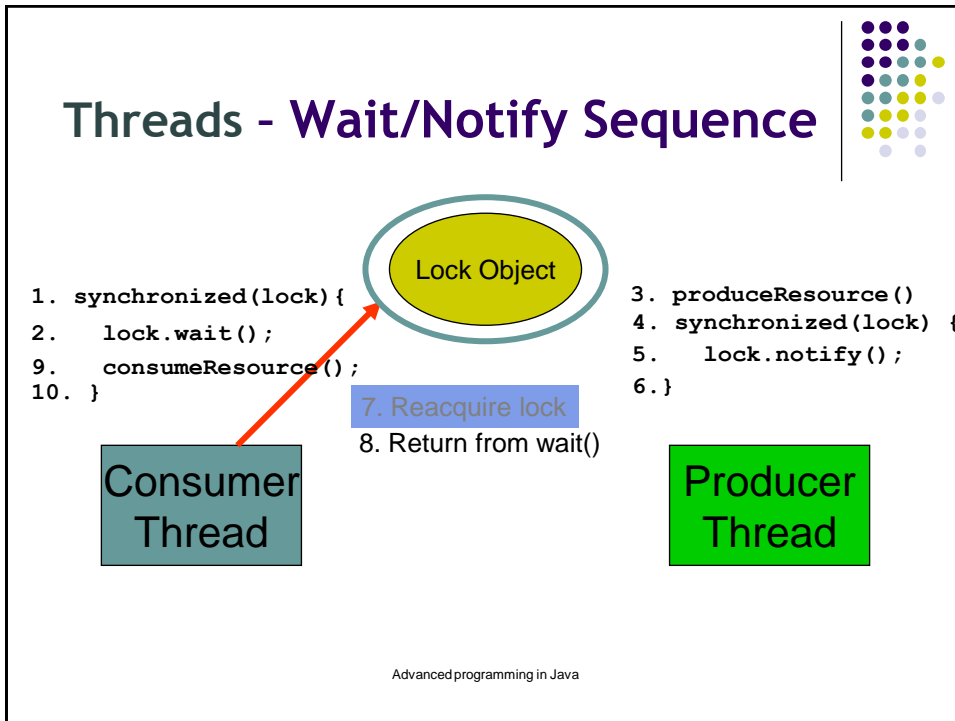 Threads - Wait/Notify Sequence
Lock Object
1. synchronized(lock){
2. lock.wait();
9. consumeResource();
10. }
3. produceResource()
4. synchronized(lock) {
5. lock.notify();
6.}
7. Reacquire lock
8. Return from wait()
Consumer
Thread
Producer
Thread
Advanced programming in Java